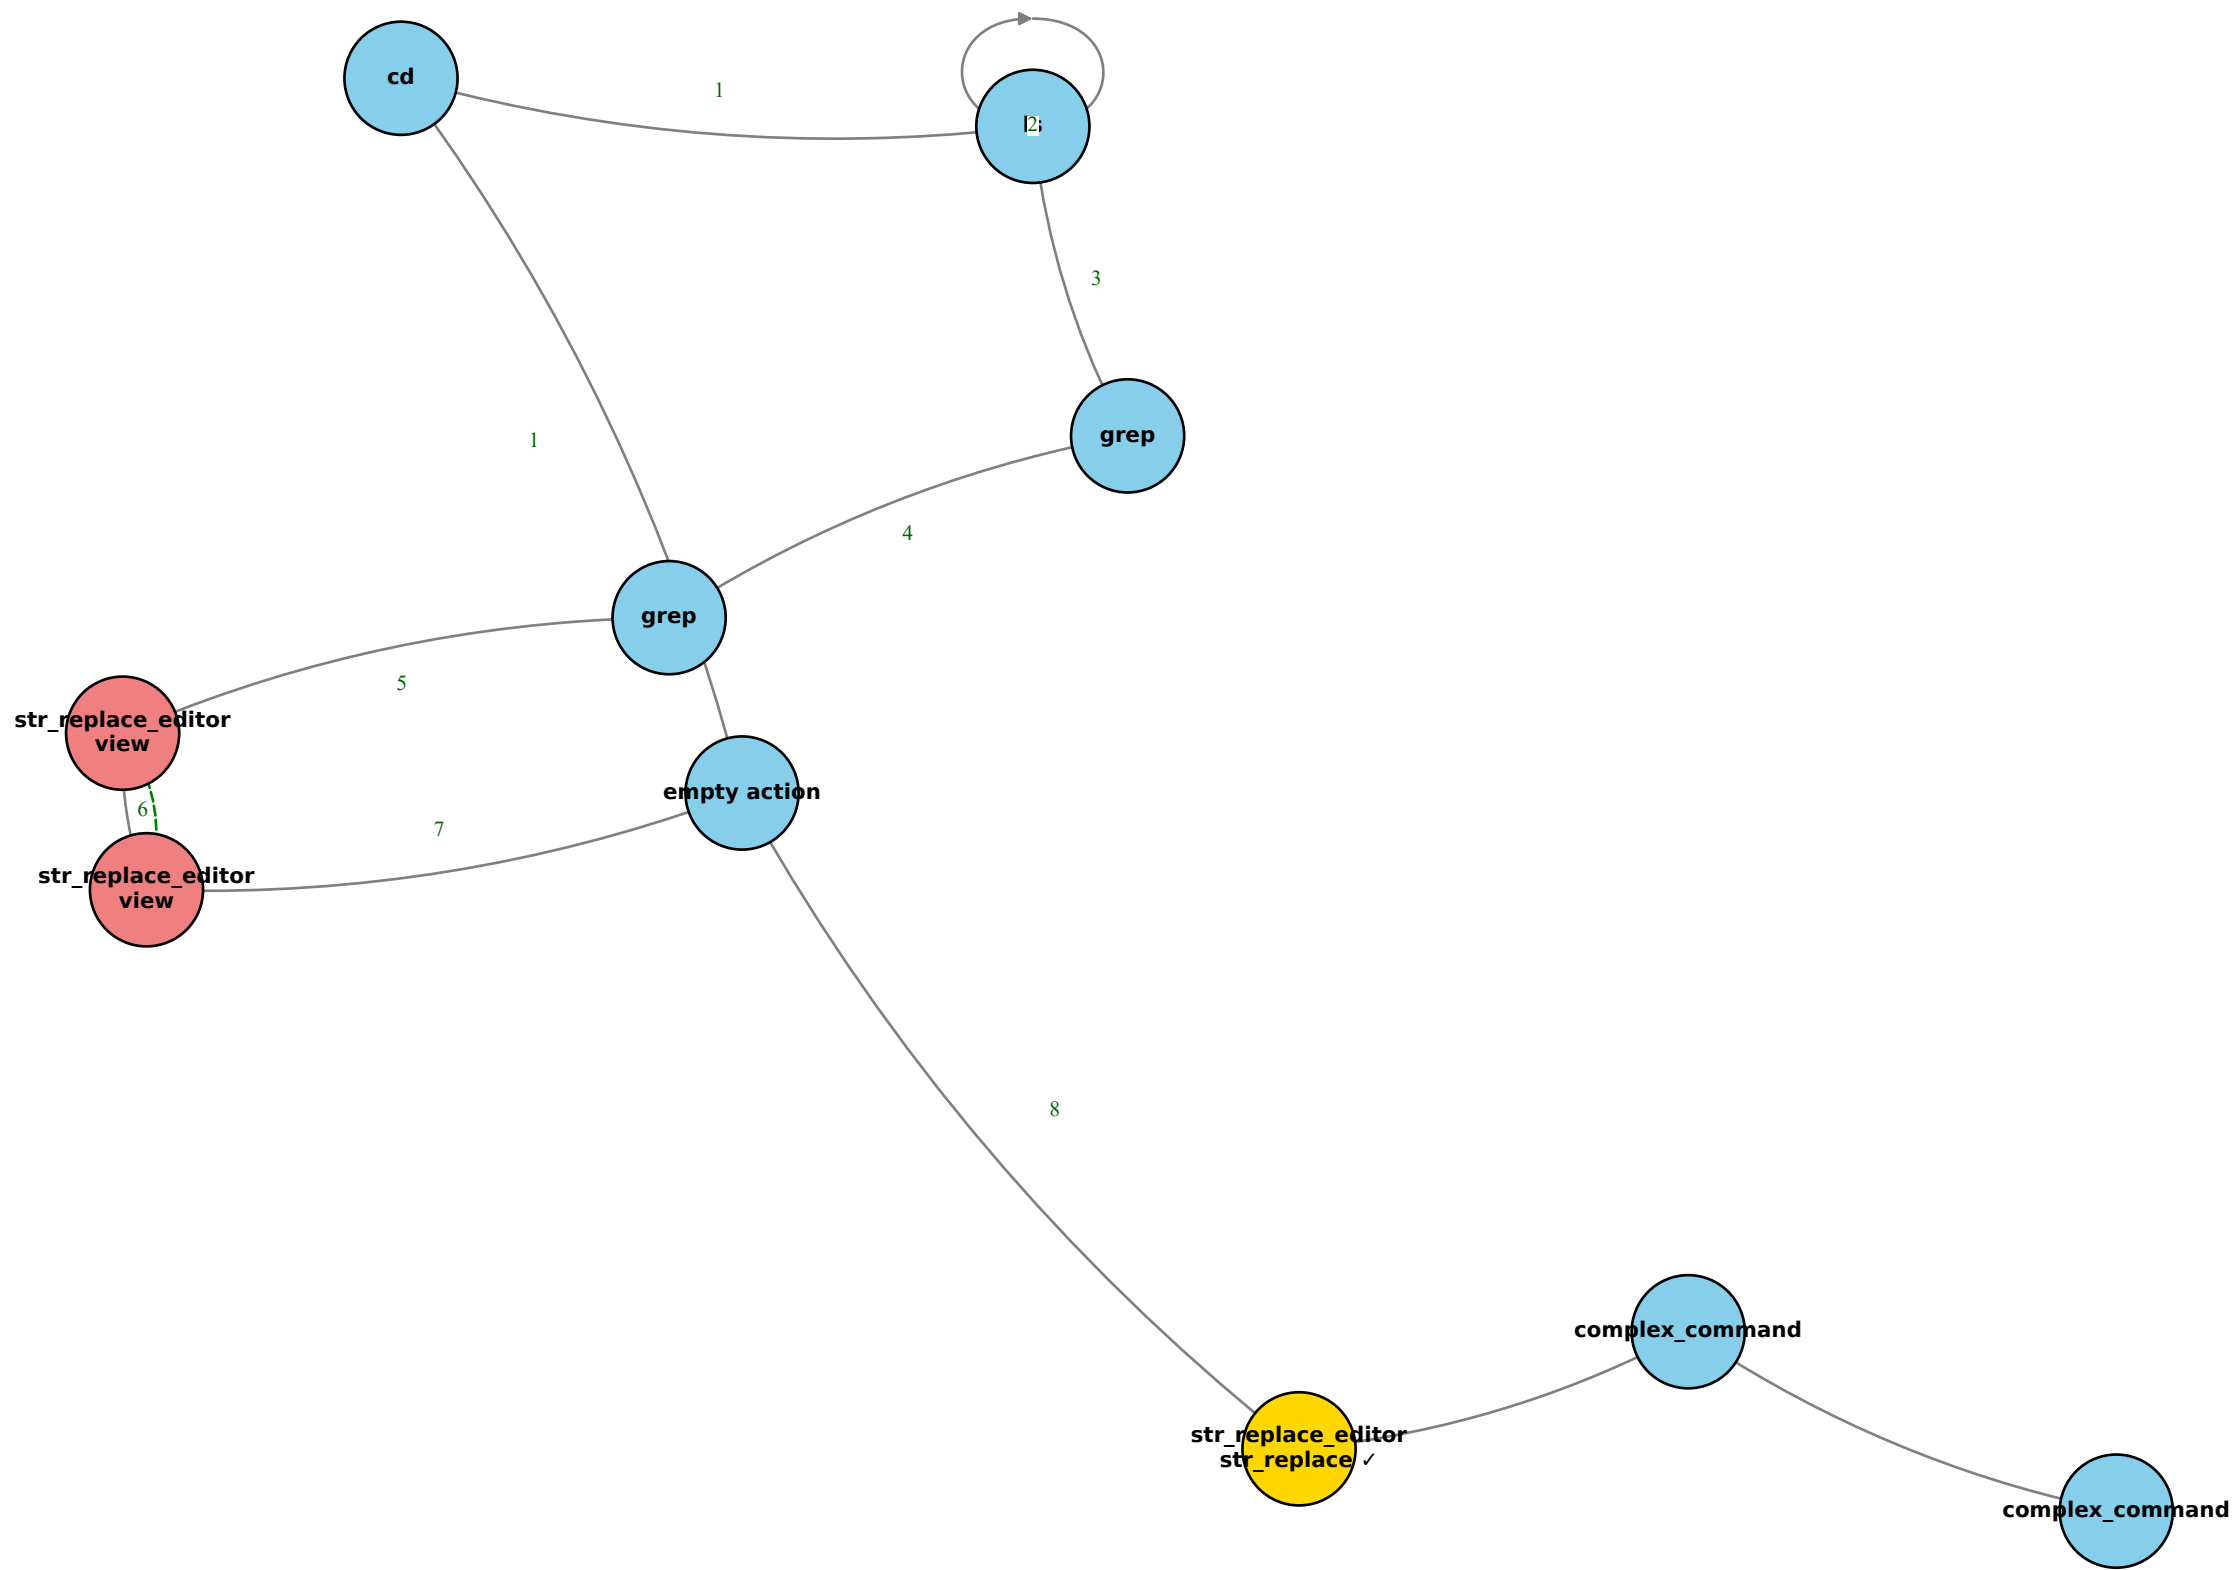 cd
1
2
3
1
grep
4
grep
5
str_replace_editor
view
empty action
6
7
str_replace_editor
view
8
complex_command
str_replace_editor
str_replace ✓
complex_command